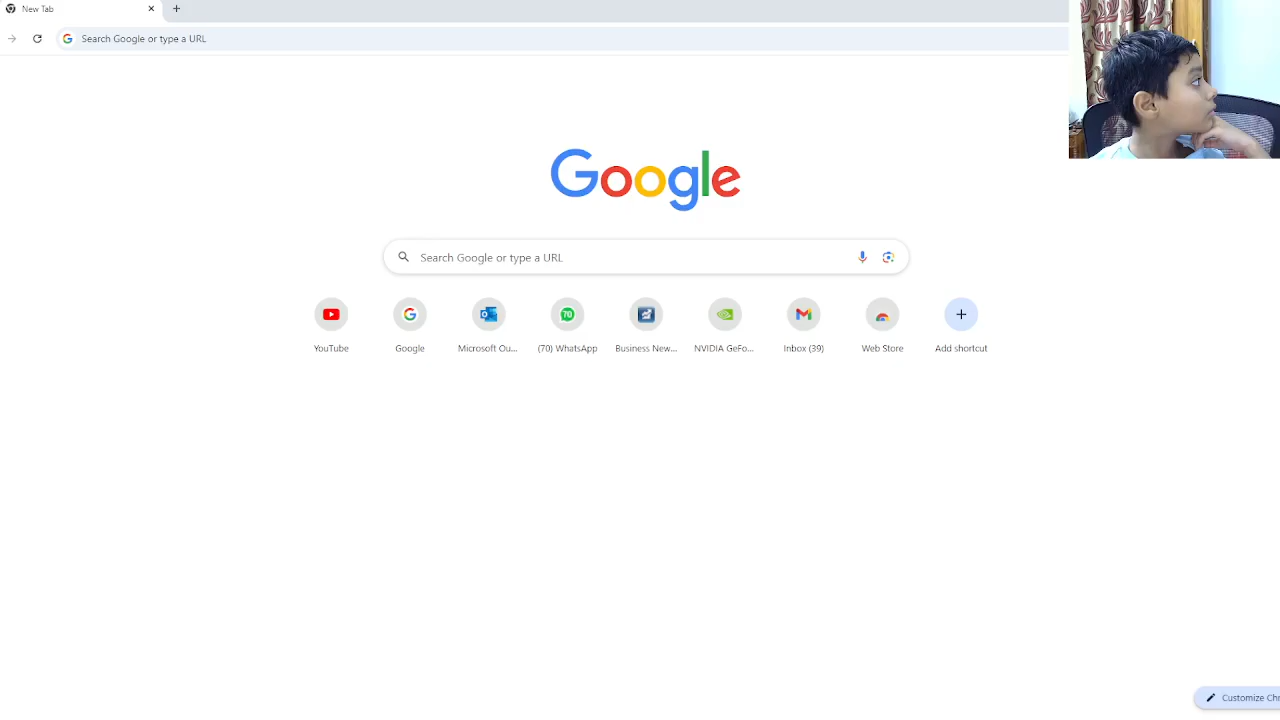 New Tab
Search Google or type a URL
Google
Search Google or type a URL
70
YouTube
Google
Microsoft Ou...
(70) WhatsApp
Business New...
NVIDIA GeFo...
Inbox (39)
Web Store
Add shortcut
Customize Chr